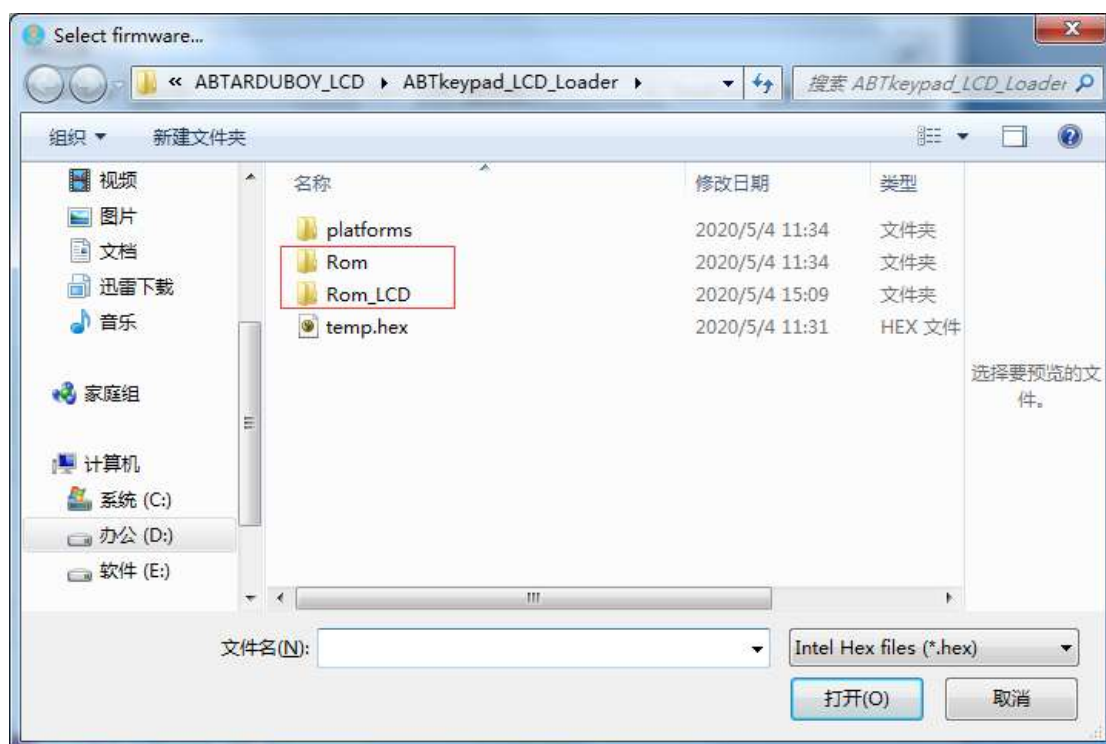 Select firmware...
« ABTARDUBOY_LCD ▸ ABTkeypad_LCD_Loader ▸
搜索 ABTkeypad_LCD_Loader
组织 ▾ 新建文件夹
名称 修改日期 类型
视频
图片
文档
迅雷下载
音乐
家庭组
计算机
系统 (C:)
办公 (D:)
软件 (E:)
platforms 2020/5/4 11:34 文件夹
Rom 2020/5/4 11:34 文件夹
Rom_LCD 2020/5/4 15:09 文件夹
temp.hex 2020/5/4 11:31 HEX 文件
选择要预览的文
件。
文件名(N):
Intel Hex files (*.hex)
打开(O) 取消